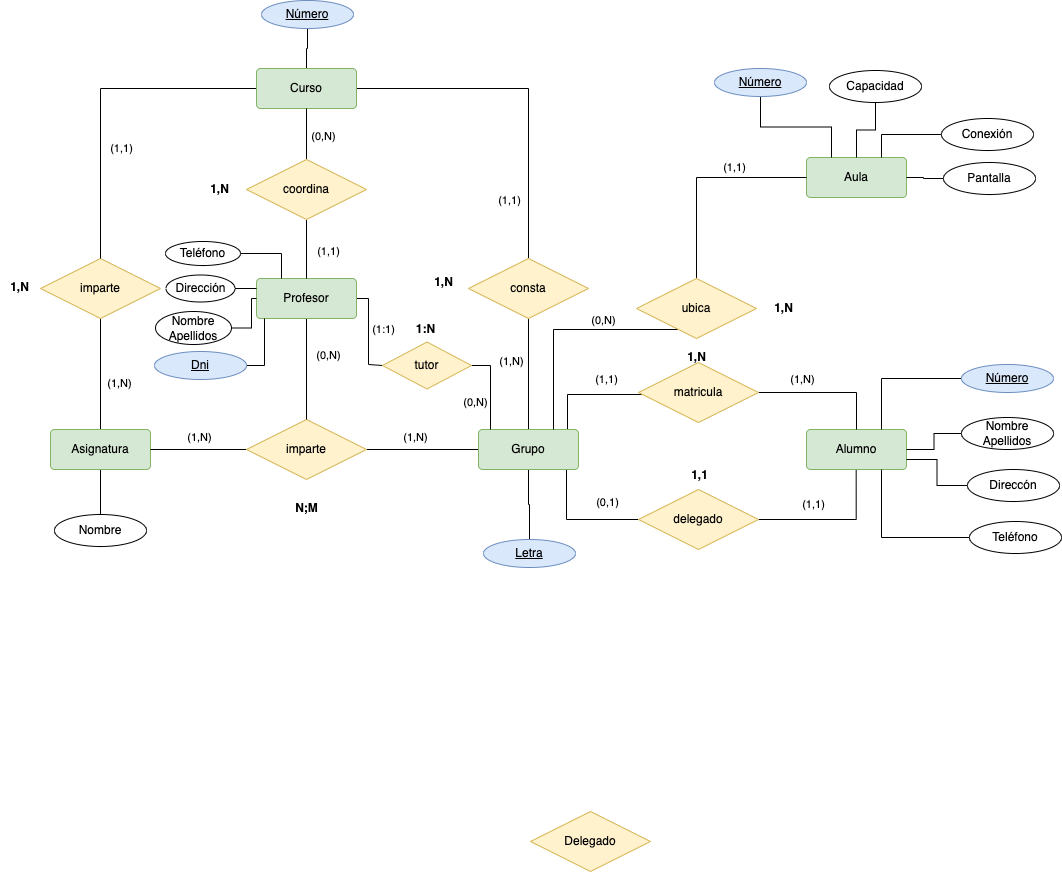 Número
Curso
(1,1)
(0,N)
1,N
coordina
(1,1)
(1,1)
Número
Capacidad
Conexión
Aula
Pantalla
(1,1)
Teléfono
Dirección
Nombre
Apellidos
Dni
Profesor
1,N
imparte
1,N
consta
ubica
1,N
(0,N)
(1:1)
1:N
tutor
(0,N)
(1,N)
(0,N)
(1,N)
1,N
matricula
(1,1)
(1,N)
Número
Nombre
Apellidos
Direccón
Teléfono
Asignatura
(1,N)
imparte
(1,N)
N;M
Grupo
Alumno
1,1
(0,1)
delegado
(1,1)
Nombre
Letra
Delegado